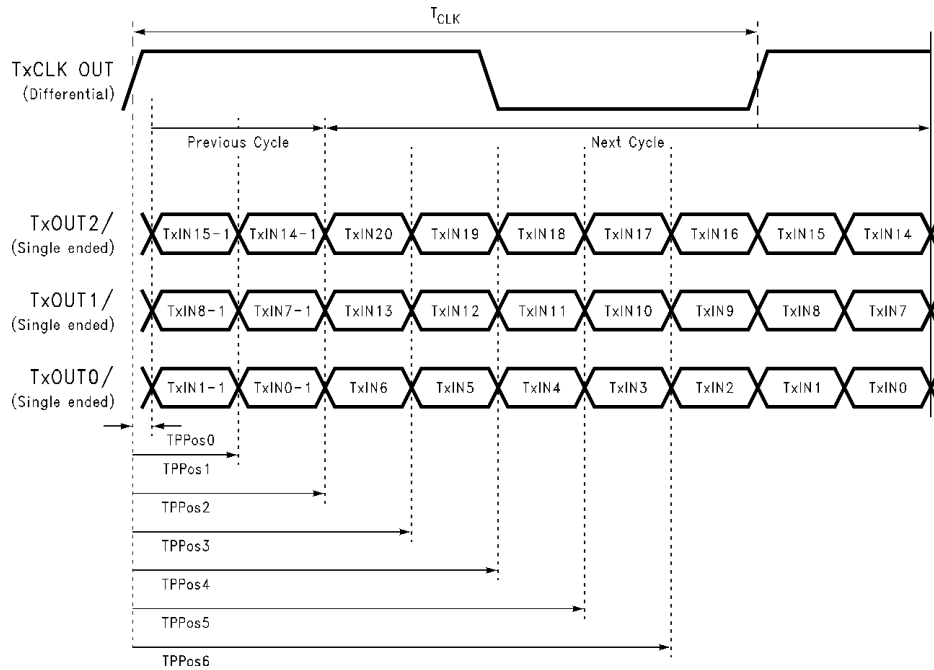 T_CLK
TxCLK OUT
(Differential)
Previous Cycle
Next Cycle
TxOUT2/
(Single ended)
TxIN15-1 TxIN14-1 TxIN20 TxIN19 TxIN18 TxIN17 TxIN16 TxIN15 TxIN14
TxOUT1/
(Single ended)
TxIN8-1 TxIN7-1 TxIN13 TxIN12 TxIN11 TxIN10 TxIN9 TxIN8 TxIN7
TxOUT0/
(Single ended)
TxIN1-1 TxIN0-1 TxIN6 TxIN5 TxIN4 TxIN3 TxIN2 TxIN1 TxIN0
TPPos0
TPPos1
TPPos2
TPPos3
TPPos4
TPPos5
TPPos6